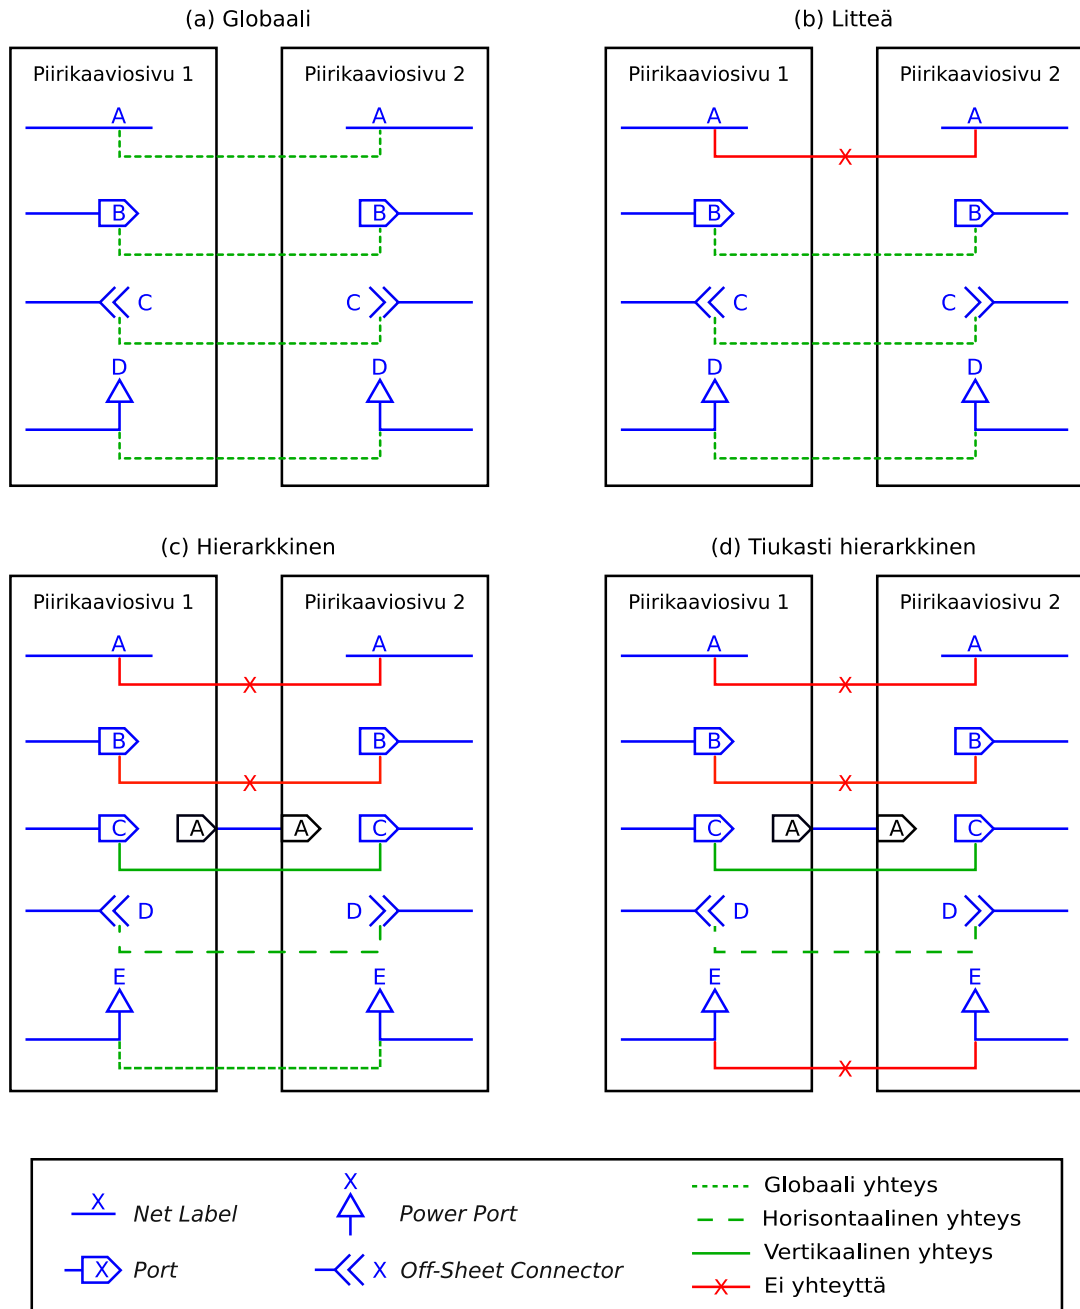 (a) Globaali
(b) Litteä
Piirikaaviosivu 1
Piirikaaviosivu 2
A
A
B
B
C
C
D
D
Piirikaaviosivu 1
Piirikaaviosivu 2
A
A
X
B
B
C
C
D
D
(c) Hierarkkinen
(d) Tiukasti hierarkkinen
Piirikaaviosivu 1
Piirikaaviosivu 2
A
A
X
B
B
X
C
A
A
C
D
D
E
E
Piirikaaviosivu 1
Piirikaaviosivu 2
A
A
X
B
B
X
C
A
A
C
D
D
E
E
X
X
Net Label
X
Power Port
X
Port
X
Off-Sheet Connector
Globaali yhteys
Horisontaalinen yhteys
Vertikaalinen yhteys
X
Ei yhteyttä